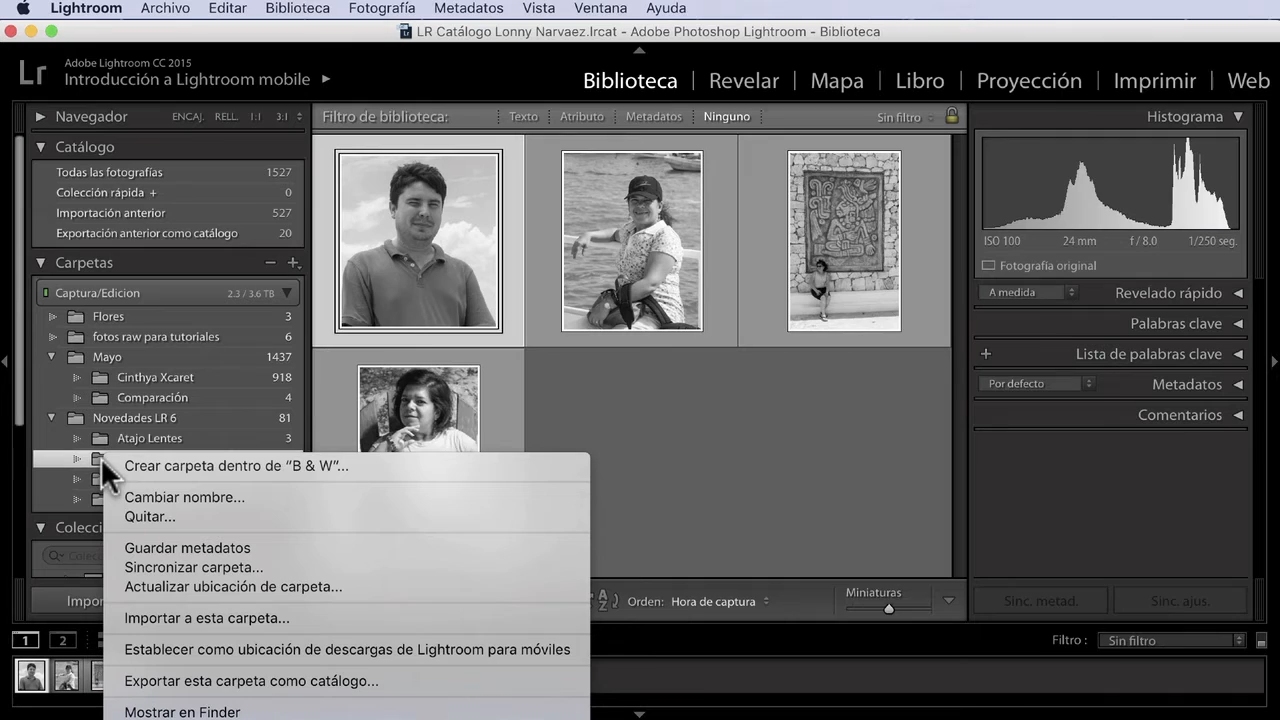 Lightroom Archivo Editar Biblioteca Fotografía Metadatos Vista Ventana Ayuda
LR Catálogo Lonny Narvaez.lrcat - Adobe Photoshop Lightroom - Biblioteca
Lr
Adobe Lightroom CC 2015
Introducción a Lightroom mobile
Biblioteca | Revelar | Mapa | Libro | Proyección | Imprimir | Web
Navegador ENCAJ. RELL. 1:1 3:1
Filtro de biblioteca: Texto Atributo Metadatos Ninguno Sin filtro
Histograma
Catálogo
Todas las fotografías 1527
Colección rápida + 0
Importación anterior 527
Exportación anterior como catálogo 20
ISO 100 24 mm f / 8.0 1/250 seg.
Fotografía original
Carpetas
Captura/Edicion 2.3 / 3.6 TB
Flores 3
fotos raw para tutoriales 6
Mayo 1437
Cinthya Xcaret 918
Comparación 4
Novedades LR 6 81
Atajo Lentes 3
A medida Revelado rápido
Palabras clave
Lista de palabras clave
Por defecto Metadatos
Comentarios
Crear carpeta dentro de “B & W”...
Cambiar nombre...
Quitar...
Guardar metadatos
Sincronizar carpeta...
Actualizar ubicación de carpeta...
Importar a esta carpeta...
Establecer como ubicación de descargas de Lightroom para móviles
Exportar esta carpeta como catálogo...
Mostrar en Finder
Orden: Hora de captura
Miniaturas
Sinc. metad. Sinc. ajus.
1 2
Filtro : Sin filtro